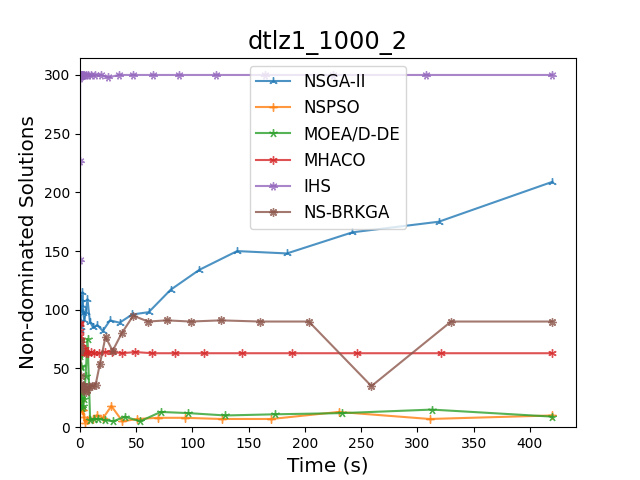 dtlz1_1000_2
Non-dominated Solutions
300
250
200
150
100
50
0
NSGA-II
NSPSO
MOEA/D-DE
MHACO
IHS
NS-BRKGA
0 50 100 150 200 250 300 350 400
Time (s)